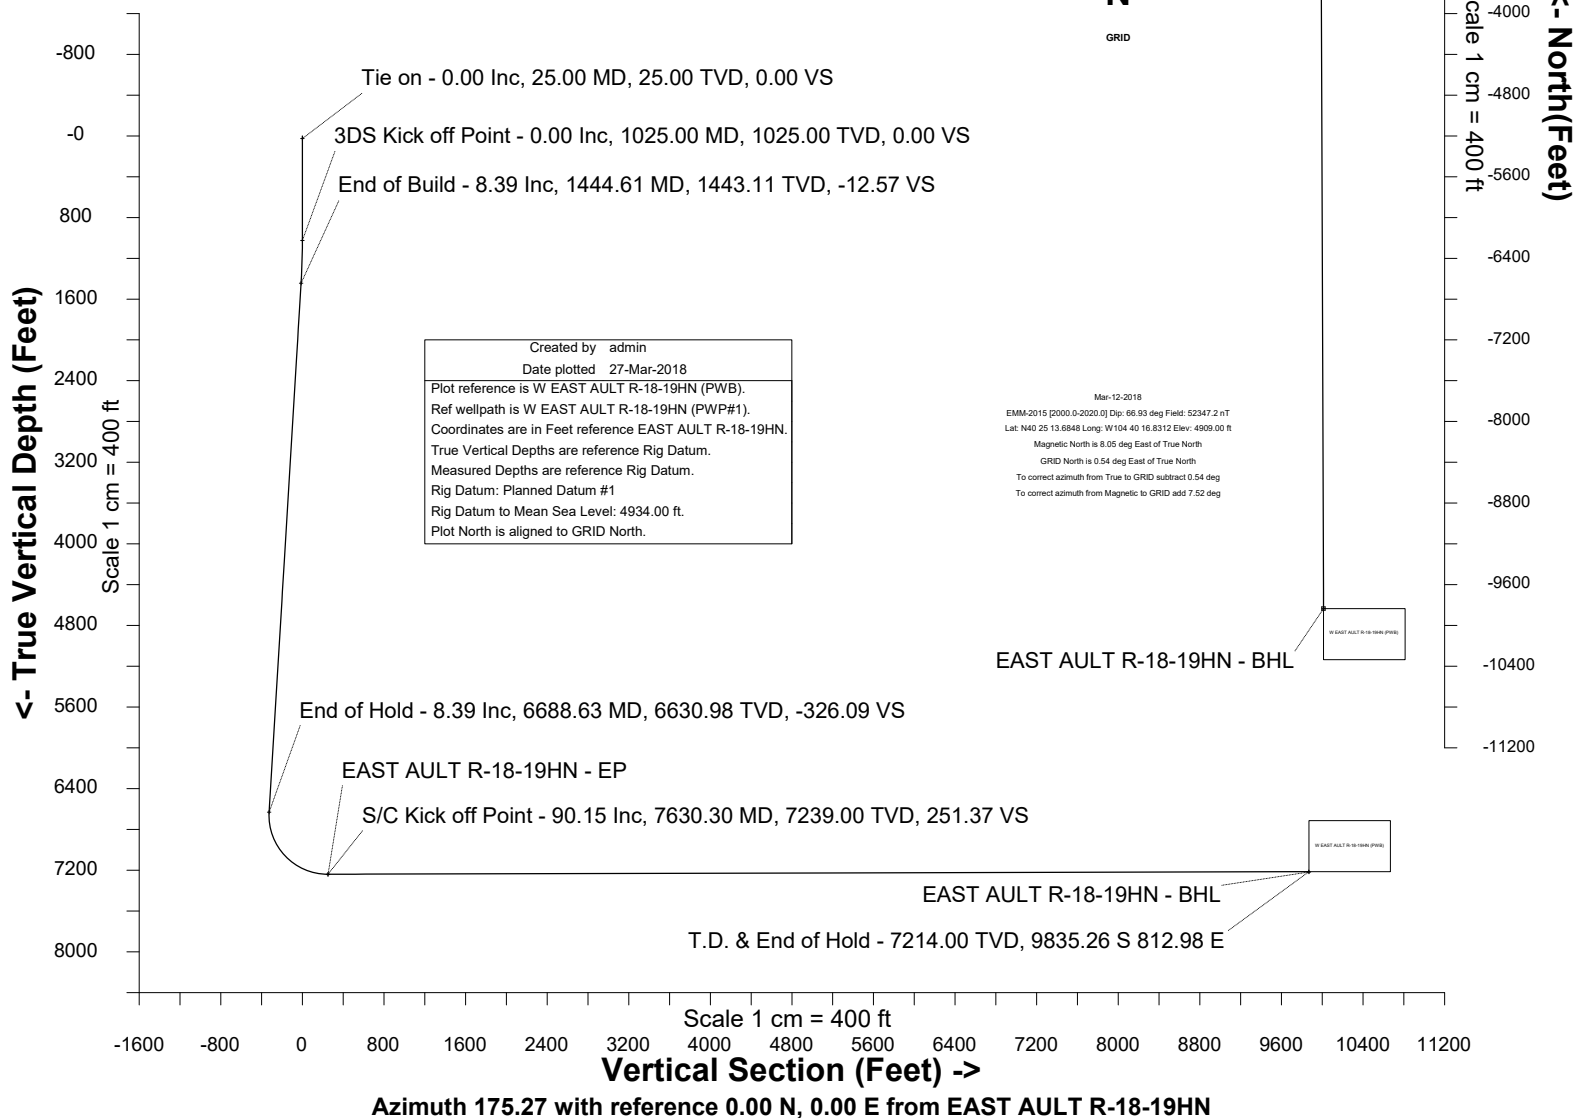 N
GRID
-800
-0
800
1600
2400
3200
4000
4800
5600
6400
7200
8000
<- True Vertical Depth (Feet)
Scale 1 cm = 400 ft
Tie on - 0.00 Inc, 25.00 MD, 25.00 TVD, 0.00 VS
3DS Kick off Point - 0.00 Inc, 1025.00 MD, 1025.00 TVD, 0.00 VS
End of Build - 8.39 Inc, 1444.61 MD, 1443.11 TVD, -12.57 VS
Created by admin
Date plotted 27-Mar-2018
Plot reference is W EAST AULT R-18-19HN (PWB).
Ref wellpath is W EAST AULT R-18-19HN (PWP#1).
Coordinates are in Feet reference EAST AULT R-18-19HN.
True Vertical Depths are reference Rig Datum.
Measured Depths are reference Rig Datum.
Rig Datum: Planned Datum #1
Rig Datum to Mean Sea Level: 4934.00 ft.
Plot North is aligned to GRID North.
Mar-12-2018
EMM-2015 [2000.0-2020.0] Dip: 66.93 deg Field: 52347.2 nT
Lat: N40 25 13.6848 Long: W104 40 16.8312 Elev: 4909.00 ft
Magnetic North is 8.05 deg East of True North
GRID North is 0.54 deg East of True North
To correct azimuth from True to GRID subtract 0.54 deg
To correct azimuth from Magnetic to GRID add 7.52 deg
W EAST AULT R-18-19HN (PWB)
EAST AULT R-18-19HN - BHL
End of Hold - 8.39 Inc, 6688.63 MD, 6630.98 TVD, -326.09 VS
EAST AULT R-18-19HN - EP
S/C Kick off Point - 90.15 Inc, 7630.30 MD, 7239.00 TVD, 251.37 VS
W EAST AULT R-18-19HN (PWB)
EAST AULT R-18-19HN - BHL
T.D. & End of Hold - 7214.00 TVD, 9835.26 S 812.98 E
-4000
-4800
-5600
-6400
-7200
-8000
-8800
-9600
-10400
-11200
cale 1 cm = 400 ft
<- North(Feet)
Scale 1 cm = 400 ft
-1600 -800 0 800 1600 2400 3200 4000 4800 5600 6400 7200 8000 8800 9600 10400 11200
Vertical Section (Feet) ->
Azimuth 175.27 with reference 0.00 N, 0.00 E from EAST AULT R-18-19HN